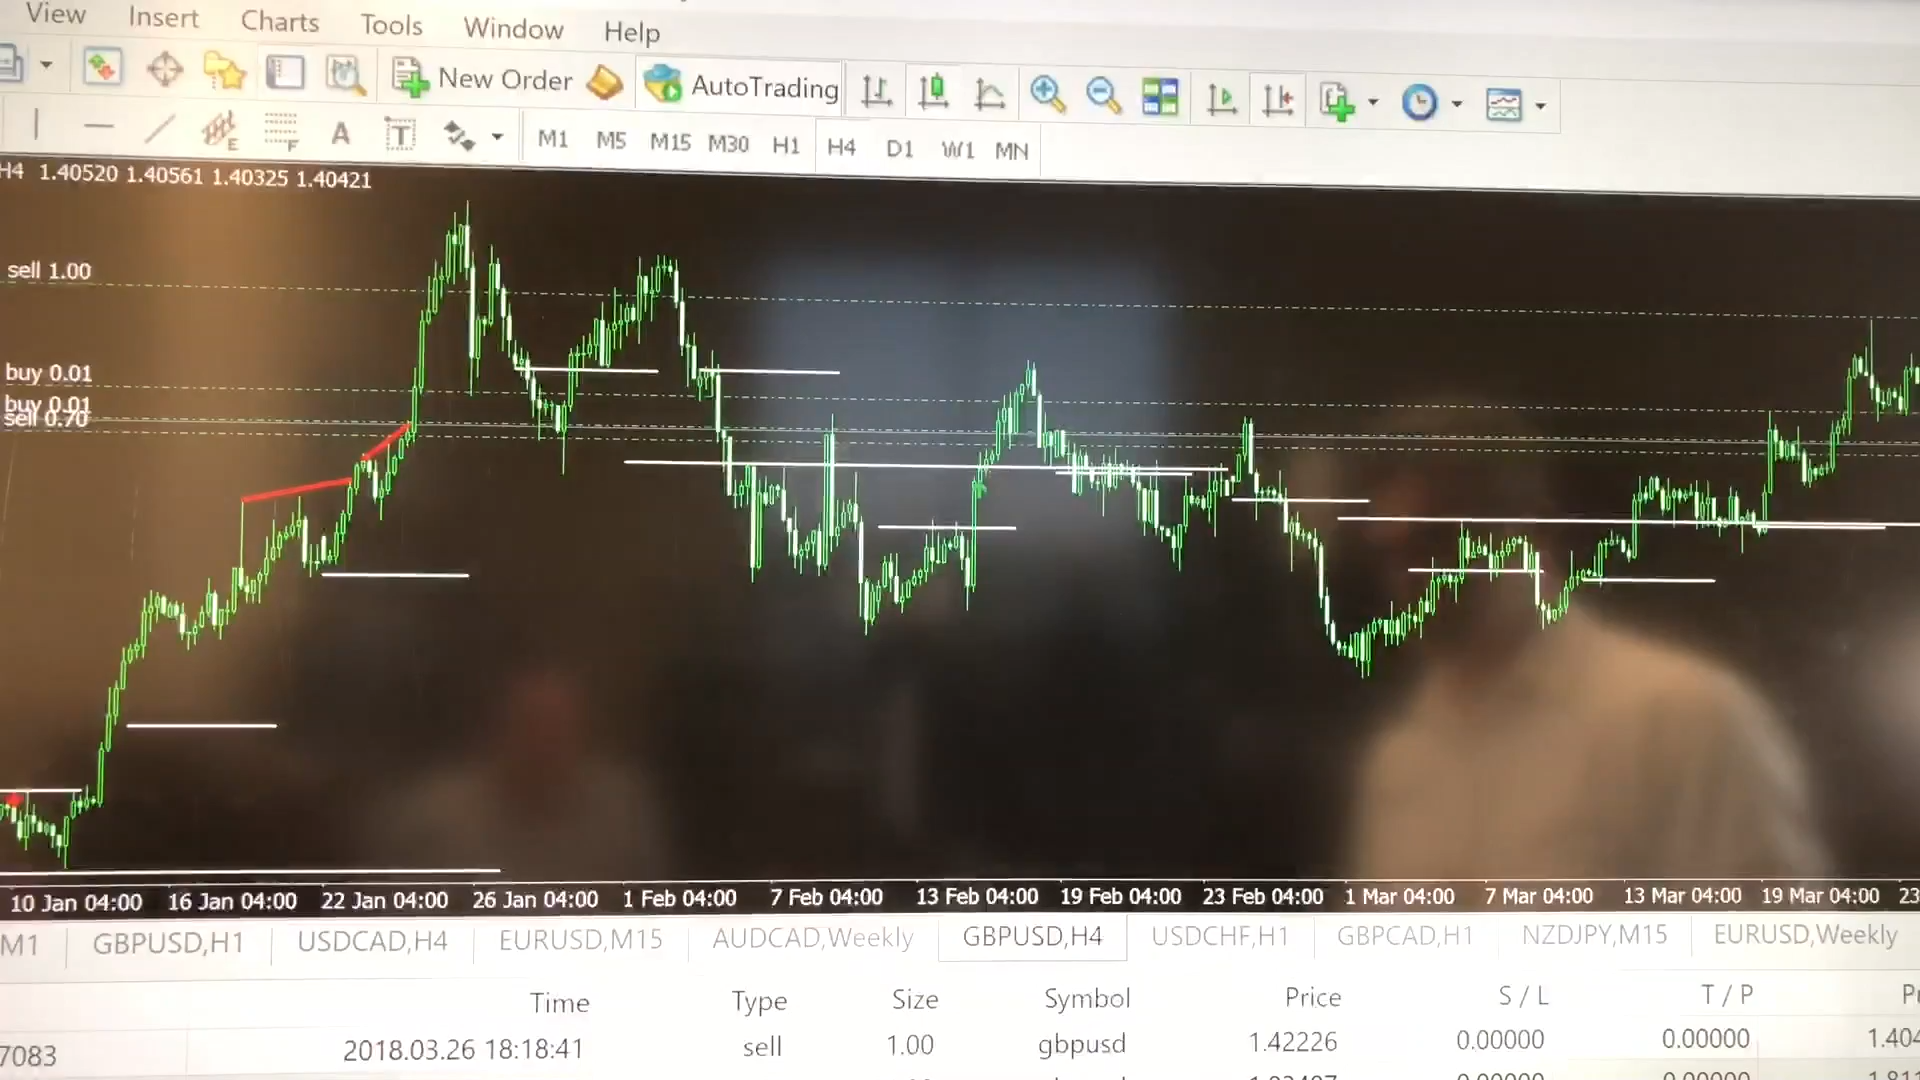 View Insert Charts Tools Window Help
New Order AutoTrading
A T E F M1 M5 M15 M30 H1 H4 D1 W1 MN
H4 1.40520 1.40561 1.40325 1.40421
sell 1.00
buy 0.01
buy 0.01
sell 0.70
10 Jan 04:00 16 Jan 04:00 22 Jan 04:00 26 Jan 04:00 1 Feb 04:00 7 Feb 04:00 13 Feb 04:00 19 Feb 04:00 23 Feb 04:00 1 Mar 04:00 7 Mar 04:00 13 Mar 04:00 19 Mar 04:00 23
M1 GBPUSD,H1 USDCAD,H4 EURUSD,M15 AUDCAD,Weekly GBPUSD,H4 USDCHF,H1 GBPCAD,H1 NZDJPY,M15 EURUSD,Weekly
Time Type Size Symbol Price S / L T / P
7083 2018.03.26 18:18:41 sell 1.00 gbpusd 1.42226 0.00000 0.00000 1.404